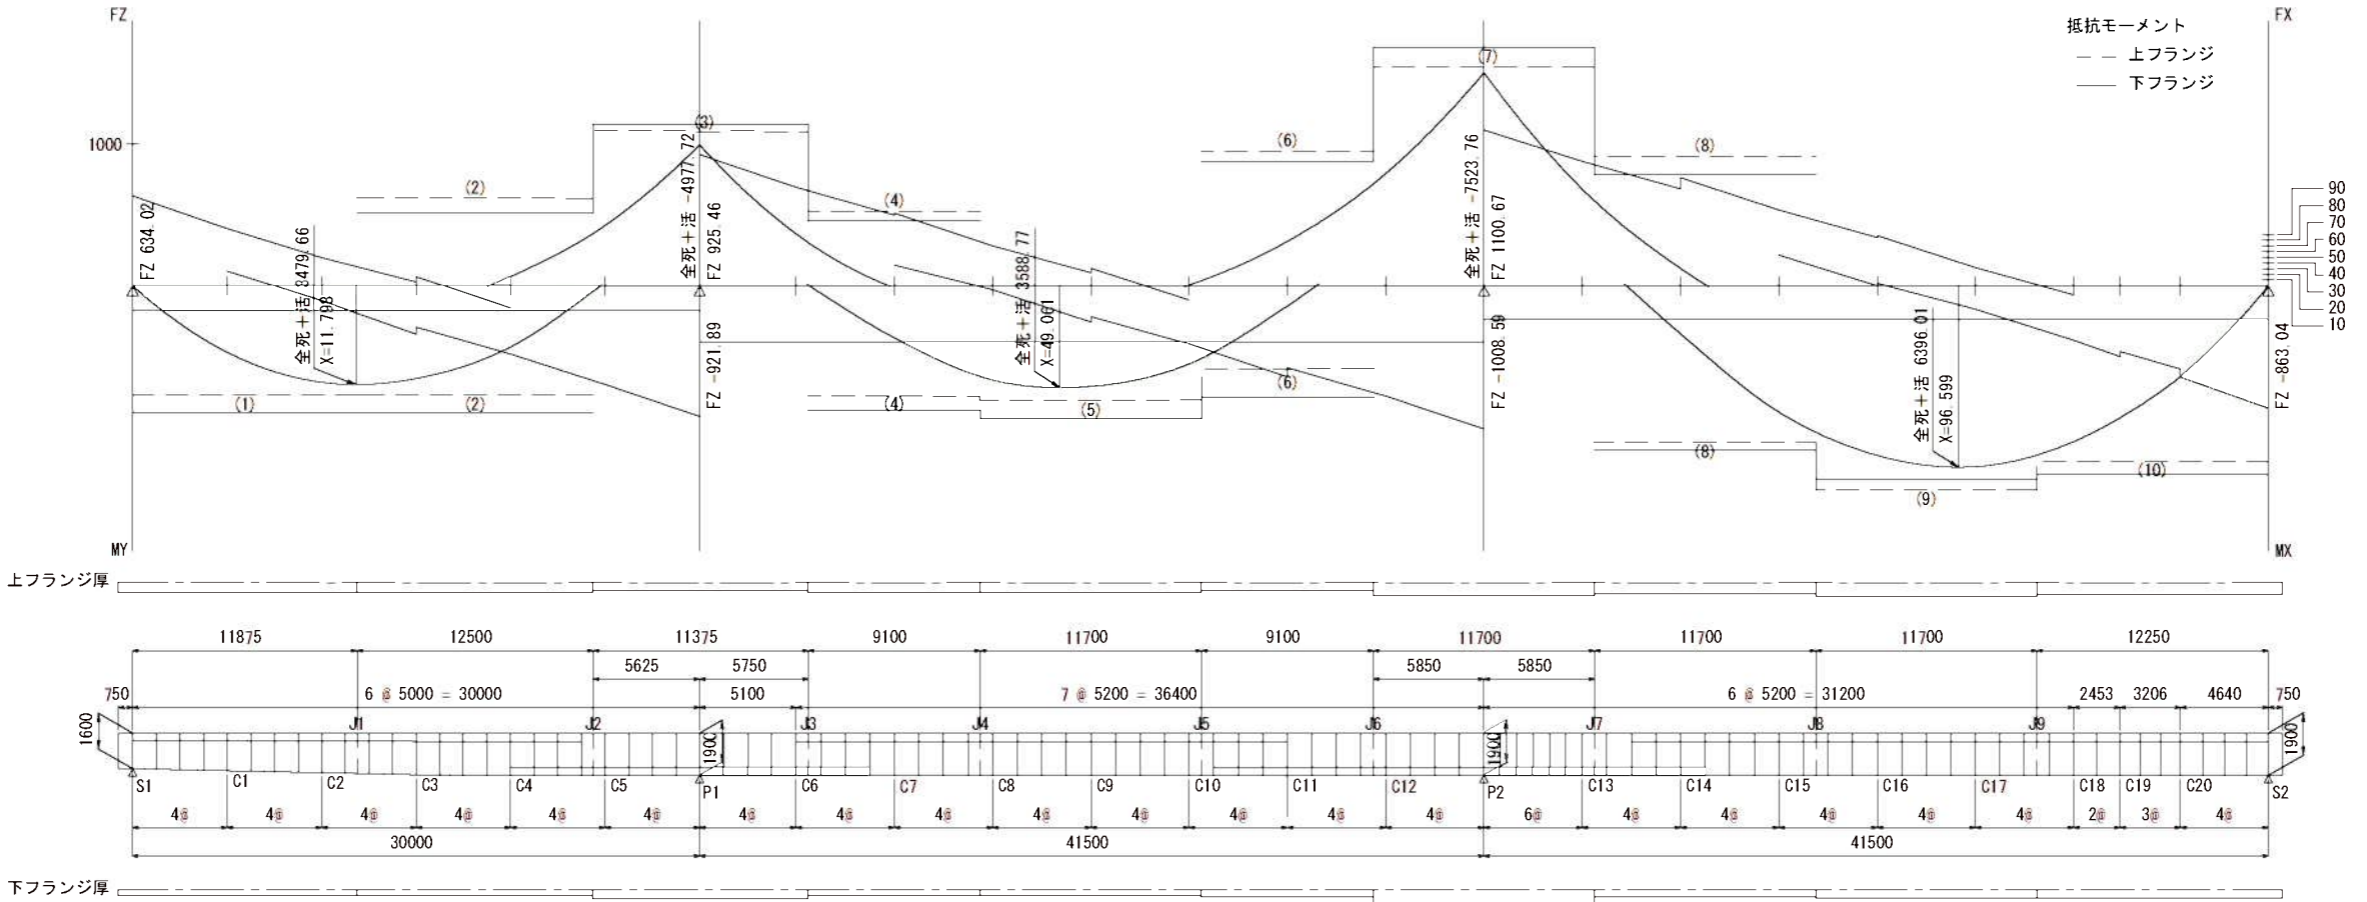 FZ
FX
抵抗モーメント
上フランジ
下フランジ
1000
(2)
(3)
(4)
(6)
(7)
(8)
FZ 634.02
全死+活 3479.66
X=11.798
全死+活 -4977.72
FZ 925.46
FZ -921.89
全死+活 3588.77
X=49.061
全死+活 -7523.76
FZ 1100.67
FZ -1008.59
全死+活 6396.01
X=96.599
FZ -863.04
90
80
70
60
50
40
30
20
10
(1)
(2)
(4)
(5)
(6)
(8)
(9)
(10)
MY
MX
上フランジ厚
11875 12500 11375 9100 11700 9100 11700 11700 11700 12250
5625 5750 5850 5850
750 6 @ 5000 = 30000 5100 7 @ 5200 = 36400 6 @ 5200 = 31200 2453 3206 4640 750
J1 J2 J3 J4 J5 J6 J7 J8 J9
1600 1900 1900 1900
S1 C1 C2 C3 C4 C5 P1 C6 C7 C8 C9 C10 C11 C12 P2 C13 C14 C15 C16 C17 C18 C19 C20 S2
4@ 4@ 4@ 4@ 4@ 4@ 4@ 4@ 4@ 4@ 4@ 4@ 4@ 4@ 6@ 4@ 4@ 4@ 4@ 4@ 2@ 3@ 4@
30000 41500 41500
下フランジ厚